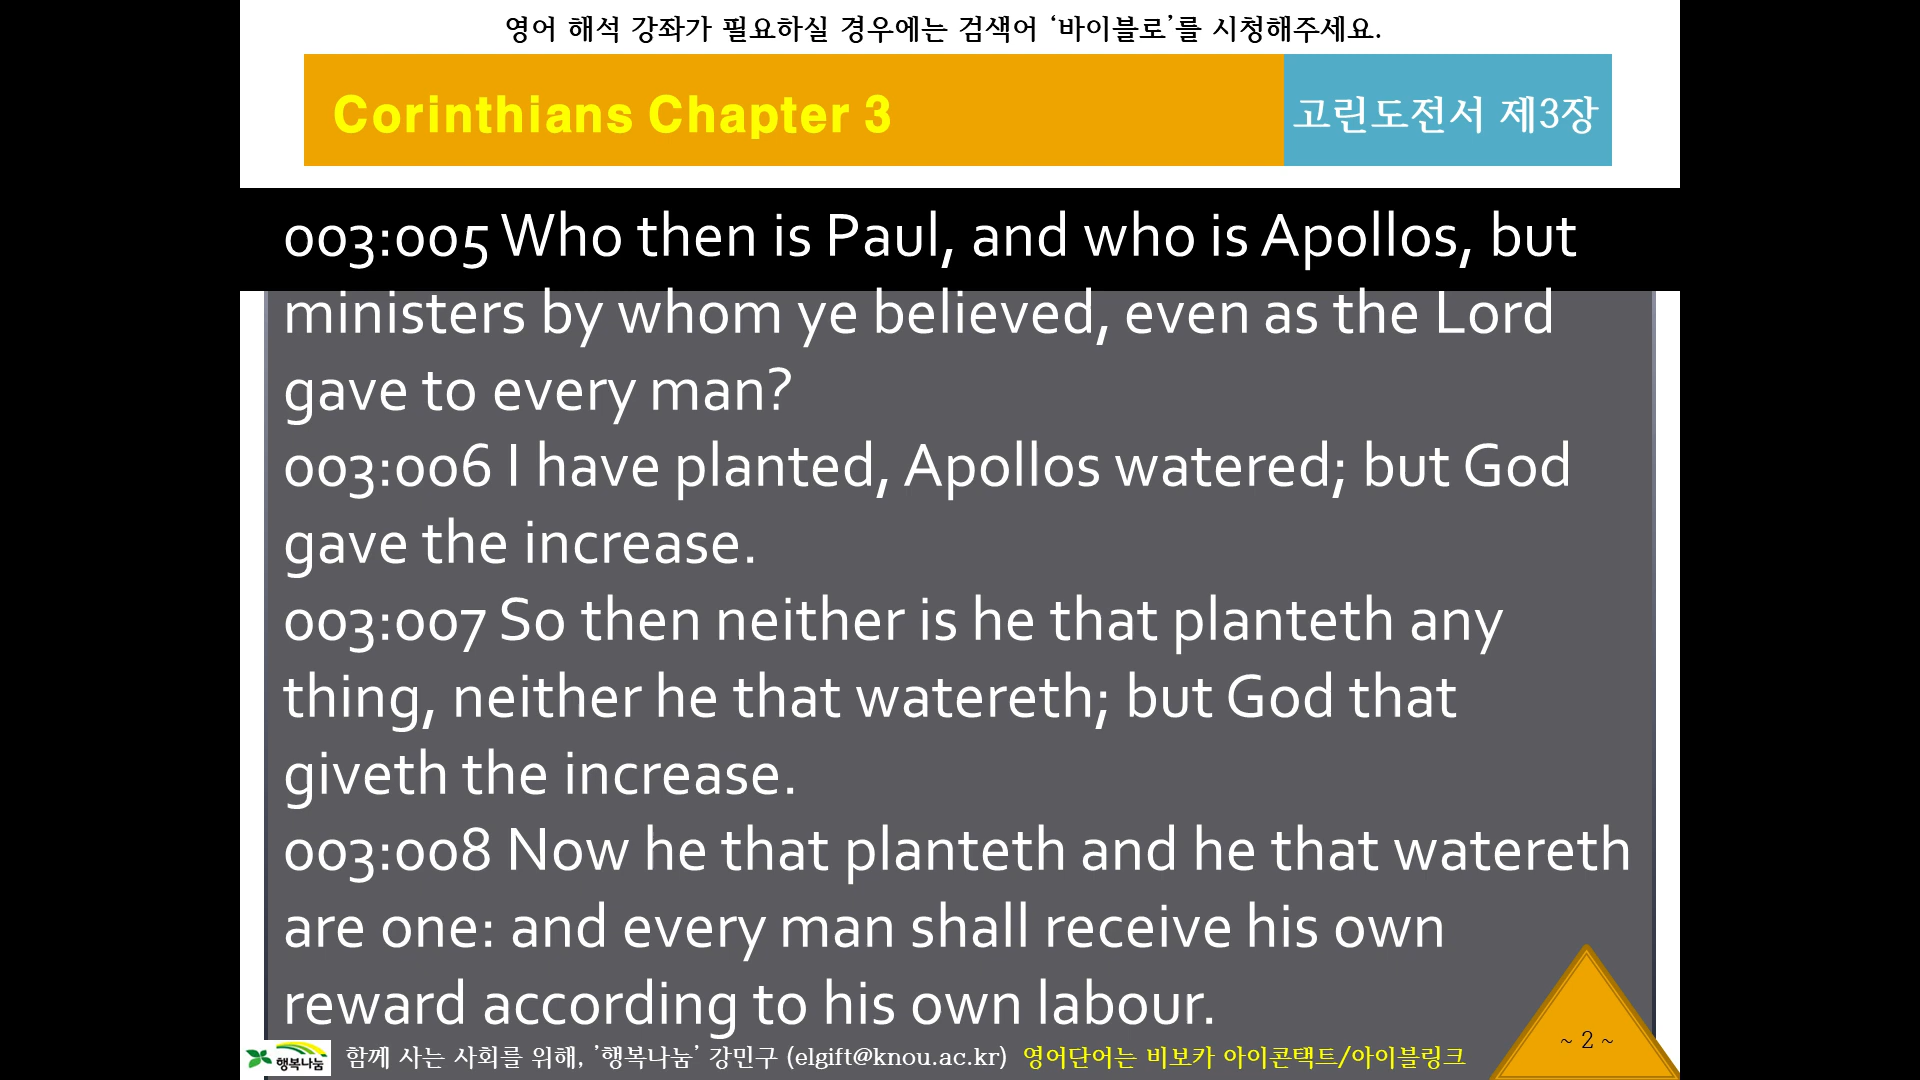 영어 해석 강좌가 필요하실 경우에는 검색어 ‘바이블로’를 시청해주세요.
Corinthians Chapter 3
고린도전서 제3장
003:005 Who then is Paul, and who is Apollos, but
ministers by whom ye believed, even as the Lord
gave to every man?
003:006 I have planted, Apollos watered; but God
gave the increase.
003:007 So then neither is he that planteth any
thing, neither he that watereth; but God that
giveth the increase.
003:008 Now he that planteth and he that watereth
are one: and every man shall receive his own
reward according to his own labour.
~ 2 ~
행복나눔
함께 사는 사회를 위해, ’행복나눔’ 강민구 (elgift@knou.ac.kr) 영어단어는 비보카 아이콘택트/아이블링크